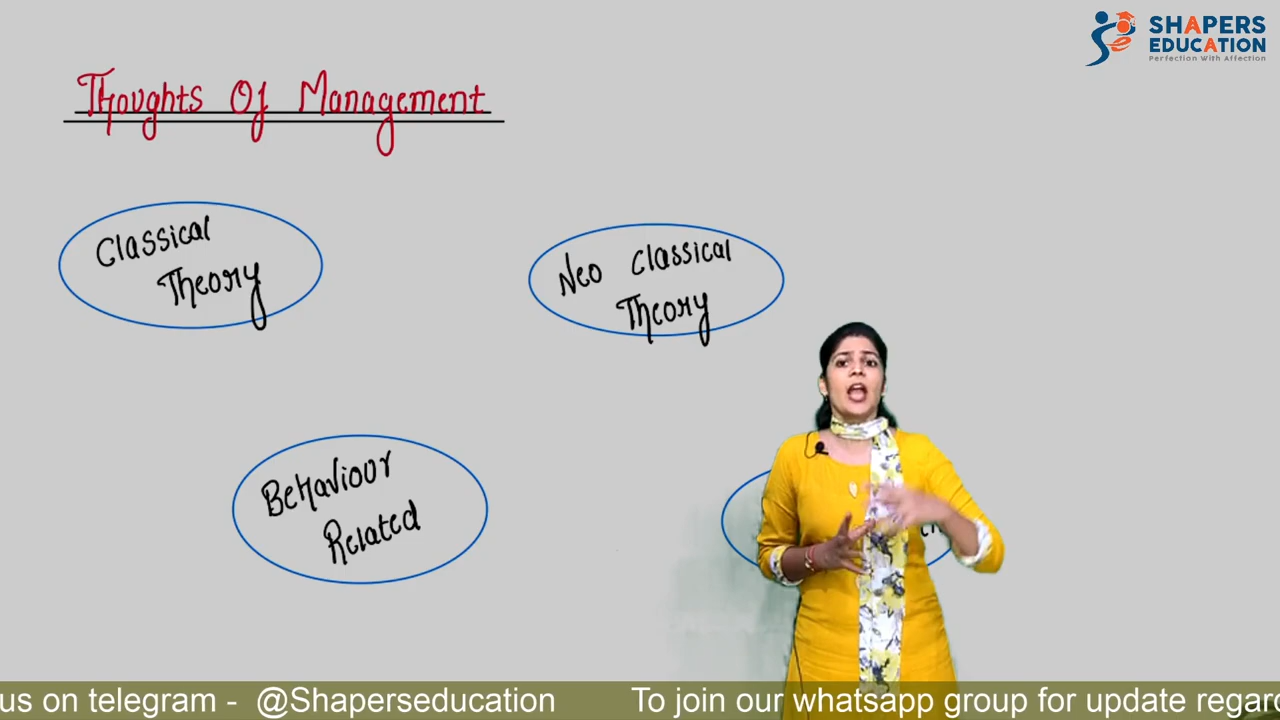 SHAPERS
EDUCATION
Perfection With Affection
Thoughts Of Management
Classical
Theory
Neo Classical
Theory
Behaviour
Related
us on telegram - @Shaperseducation To join our whatsapp group for update regard